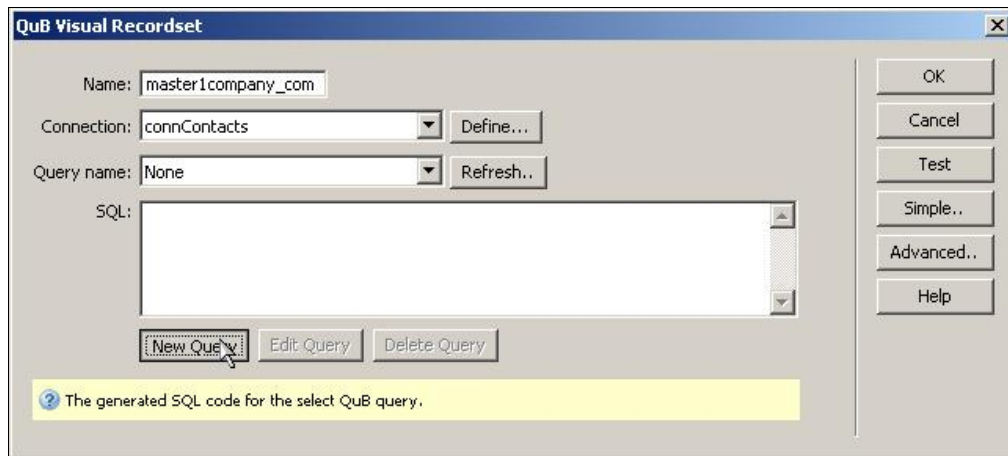 QuB Visual Recordset
Name: master1company_com
Connection: connContacts Define...
Query name: None Refresh..
SQL:
New Query Edit Query Delete Query
The generated SQL code for the select QuB query.
OK
Cancel
Test
Simple..
Advanced..
Help